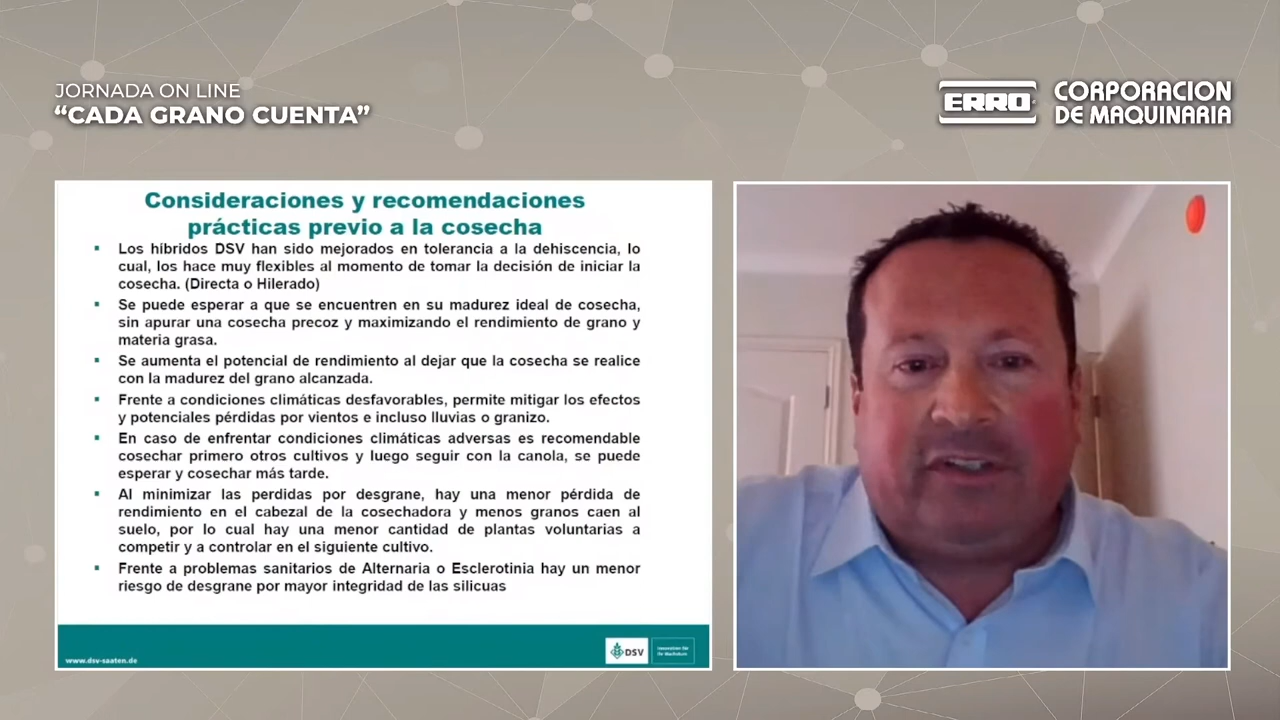 JORNADA ON LINE
“CADA GRANO CUENTA”
ERRO
CORPORACION
DE MAQUINARIA
Consideraciones y recomendaciones
prácticas previo a la cosecha
▪ Los híbridos DSV han sido mejorados en tolerancia a la dehiscencia, lo
cual, los hace muy flexibles al momento de tomar la decisión de iniciar la
cosecha. (Directa o Hilerado)
▪ Se puede esperar a que se encuentren en su madurez ideal de cosecha,
sin apurar una cosecha precoz y maximizando el rendimiento de grano y
materia grasa.
▪ Se aumenta el potencial de rendimiento al dejar que la cosecha se realice
con la madurez del grano alcanzada.
▪ Frente a condiciones climáticas desfavorables, permite mitigar los efectos
y potenciales pérdidas por vientos e incluso lluvias o granizo.
▪ En caso de enfrentar condiciones climáticas adversas es recomendable
cosechar primero otros cultivos y luego seguir con la canola, se puede
esperar y cosechar más tarde.
▪ Al minimizar las perdidas por desgrane, hay una menor pérdida de
rendimiento en el cabezal de la cosechadora y menos granos caen al
suelo, por lo cual hay una menor cantidad de plantas voluntarias a
competir y a controlar en el siguiente cultivo.
▪ Frente a problemas sanitarios de Alternaria o Esclerotinia hay un menor
riesgo de desgrane por mayor integridad de las silicuas
www.dsv-saaten.de
DSV